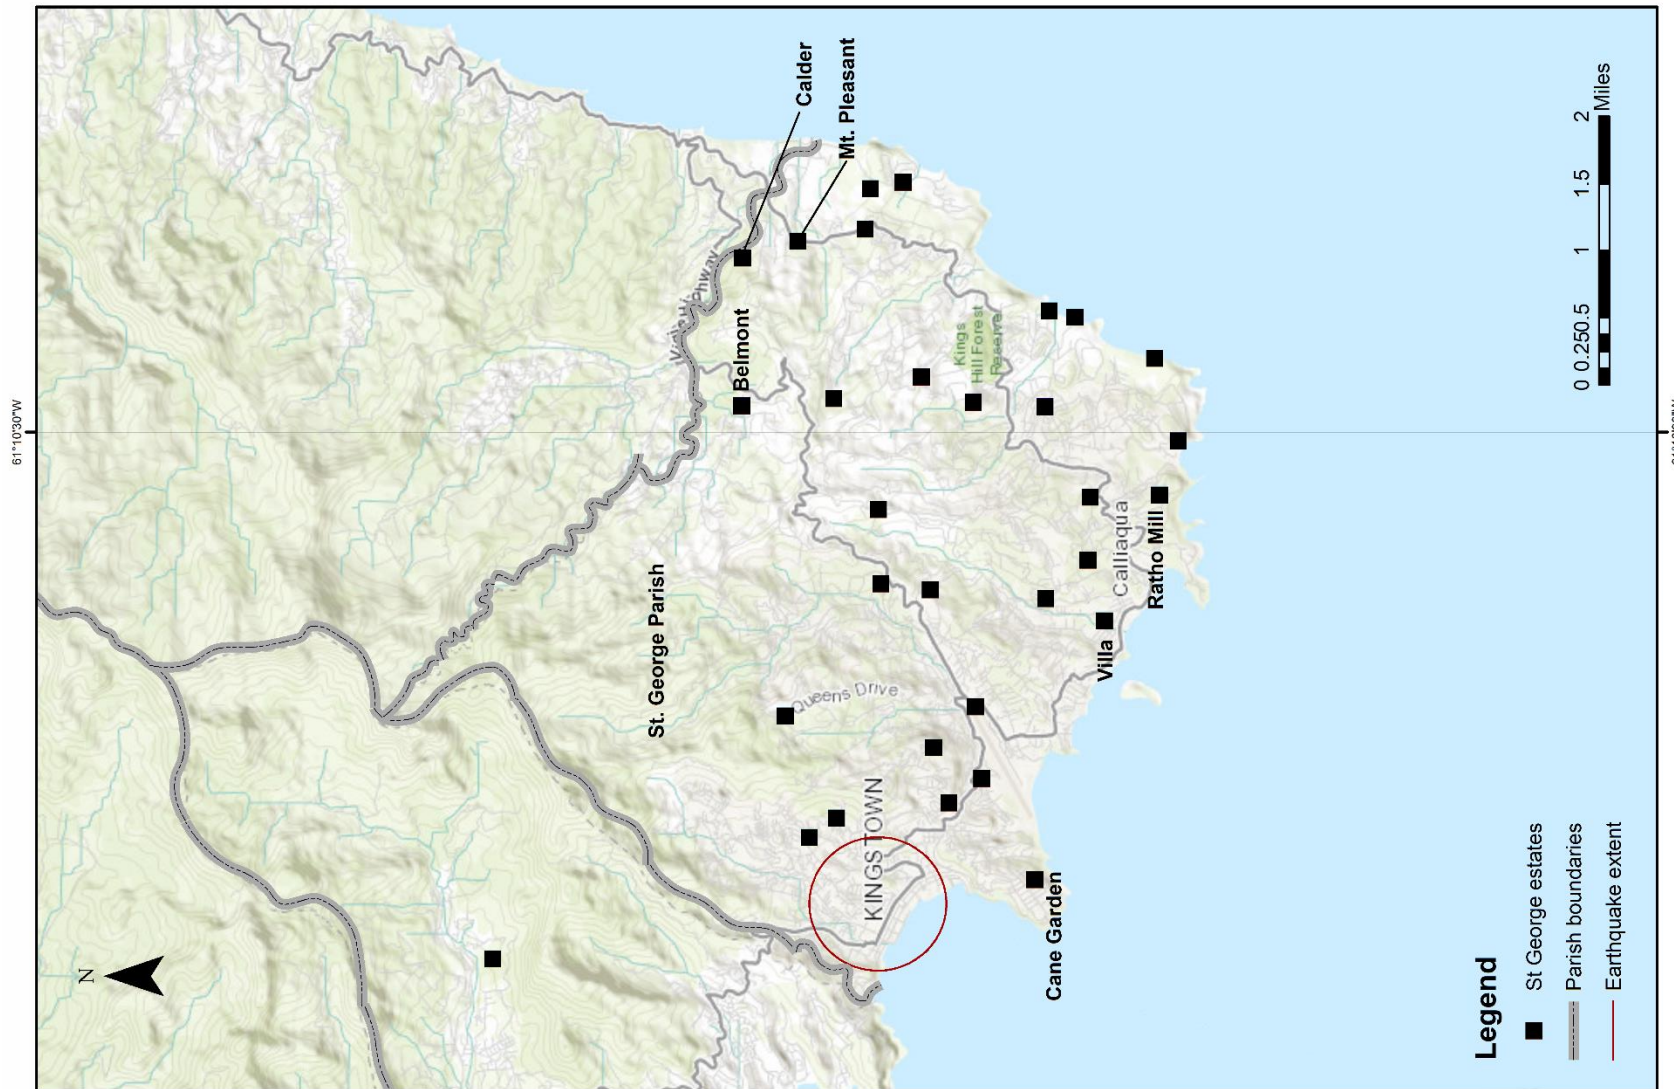 61°10'30"W
N
St. George Parish
Belmont
Calder
Mt. Pleasant
Queens Drive
KINGSTOWN
Kings
Hill Forest
Reserve
Cane Garden
Villa
Calliaqua
Ratho Mill
Legend
St George estates
Parish boundaries
Earthquake extent
0 0.250.5 1 1.5 2
Miles